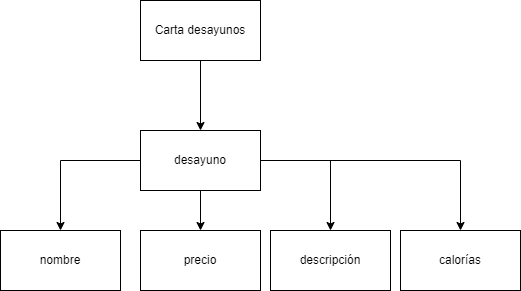 Carta desayunos
desayuno
nombre
precio
descripción
calorías